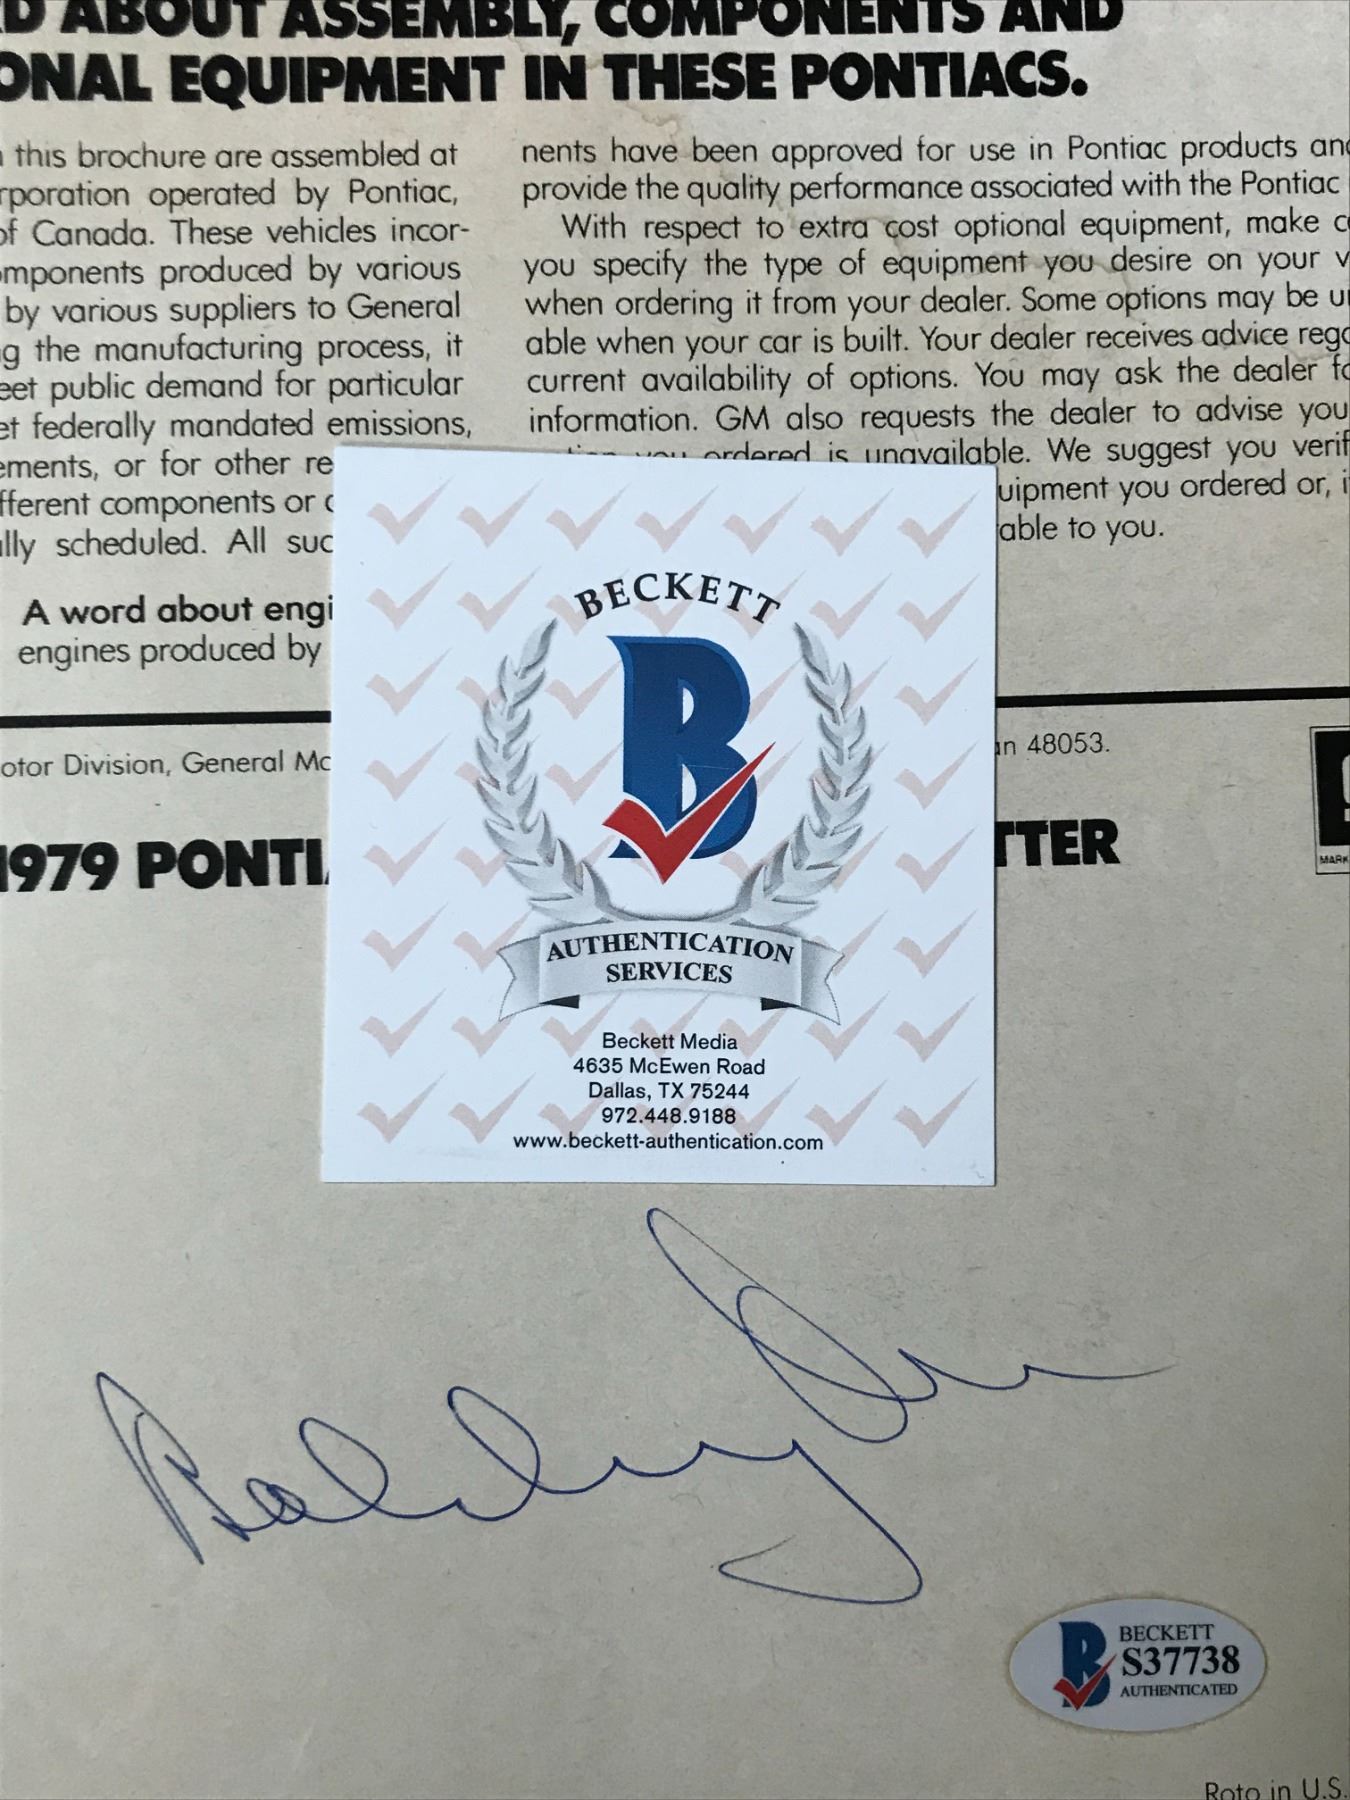 D ABOUT ASSEMBLY, COMPONENTS AND
ONAL EQUIPMENT IN THESE PONTIACS.
this brochure are assembled at
rporation operated by Pontiac,
of Canada. These vehicles incor-
mponents produced by various
by various suppliers to General
g the manufacturing process, it
eet public demand for particular
et federally mandated emissions,
ements, or for other re
fferent components or
lly scheduled. All suc
A word about engi
engines produced by
nents have been approved for use in Pontiac products and
provide the quality performance associated with the Pontiac
With respect to extra cost optional equipment, make c
you specify the type of equipment you desire on your v
when ordering it from your dealer. Some options may be u
able when your car is built. Your dealer receives advice rega
current availability of options. You may ask the dealer fo
information. GM also requests the dealer to advise you
you ordered is unavailable. We suggest you verif
uipment you ordered or, i
able to you.
otor Division, General Mo
an 48053.
1979 PONTI
TTER
MARK
BECKETT
B
AUTHENTICATION
SERVICES
Beckett Media
4635 McEwen Road
Dallas, TX 75244
972.448.9188
www.beckett-authentication.com
B
BECKETT
S37738
AUTHENTICATED
Roto in U.S.